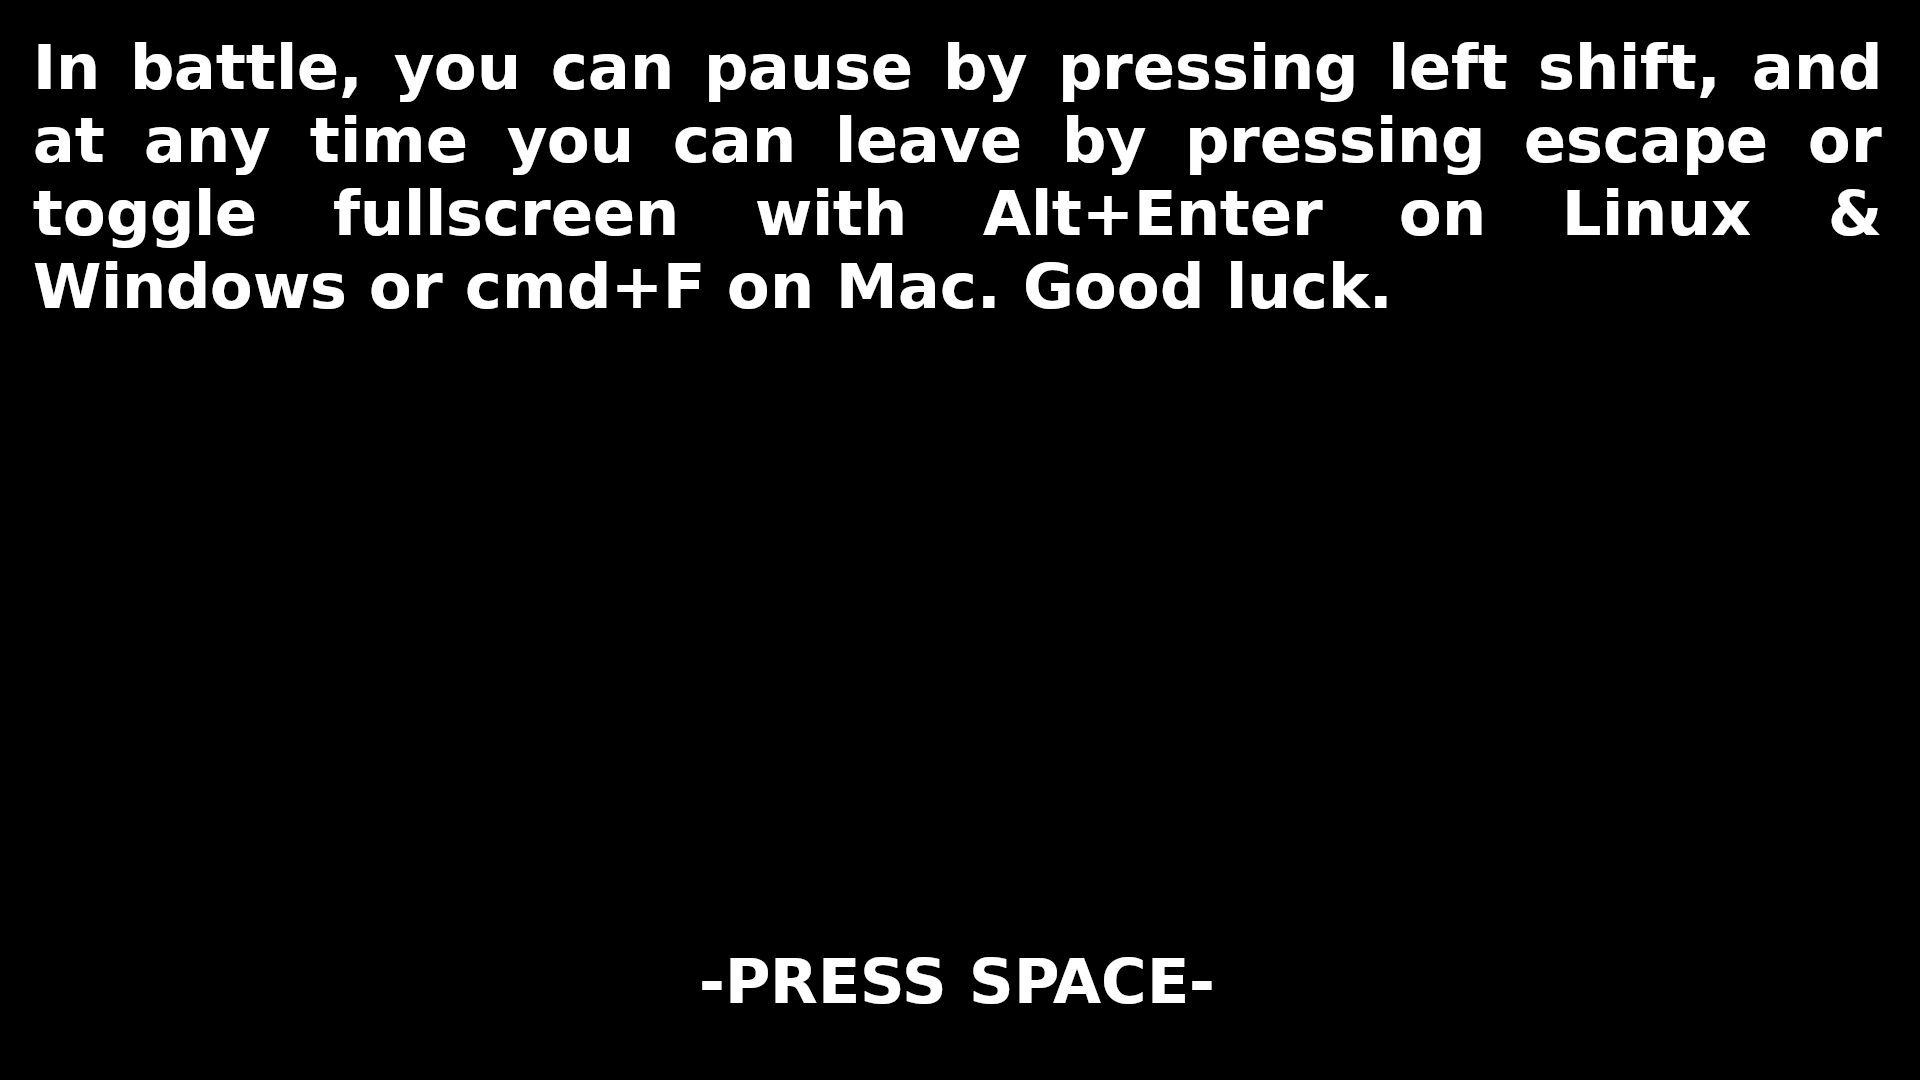 In battle, you can pause by pressing left shift, and
at any time you can leave by pressing escape or
toggle fullscreen with Alt+Enter on Linux &
Windows or cmd+F on Mac. Good luck.
-PRESS SPACE-